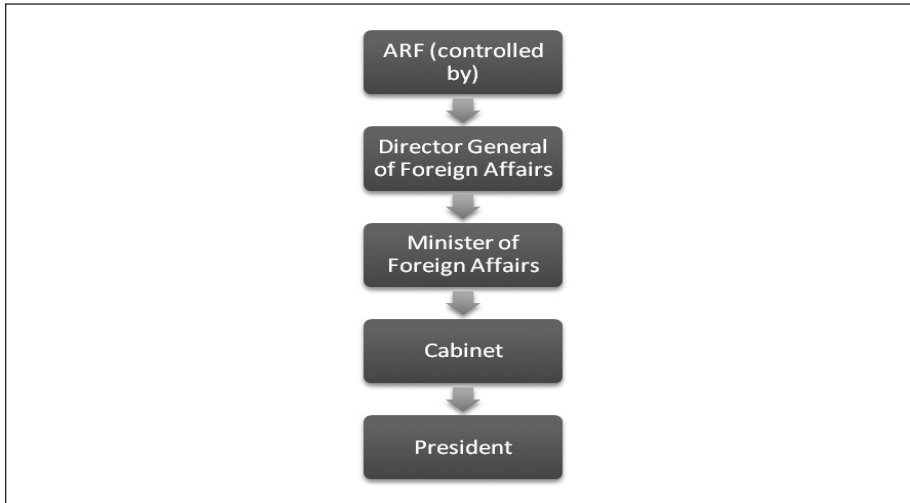 ARF (controlled
by)
Director General
of Foreign Affairs
Minister of
Foreign Affairs
Cabinet
President